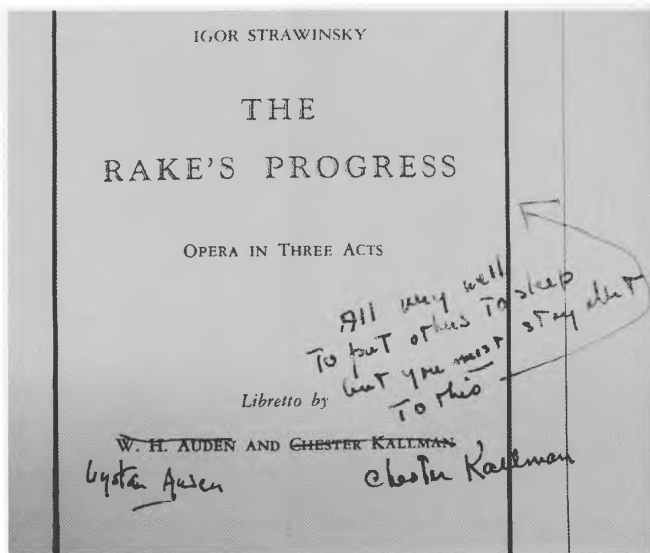 IGOR STRAWINSKY
THE
RAKE'S PROGRESS
OPERA IN THREE ACTS
All very well
To put others To sleep
but you must stay alert
To this
Libretto by
W. H. AUDEN AND CHESTER KALLMAN
Wystan Auden
Chester Kallman